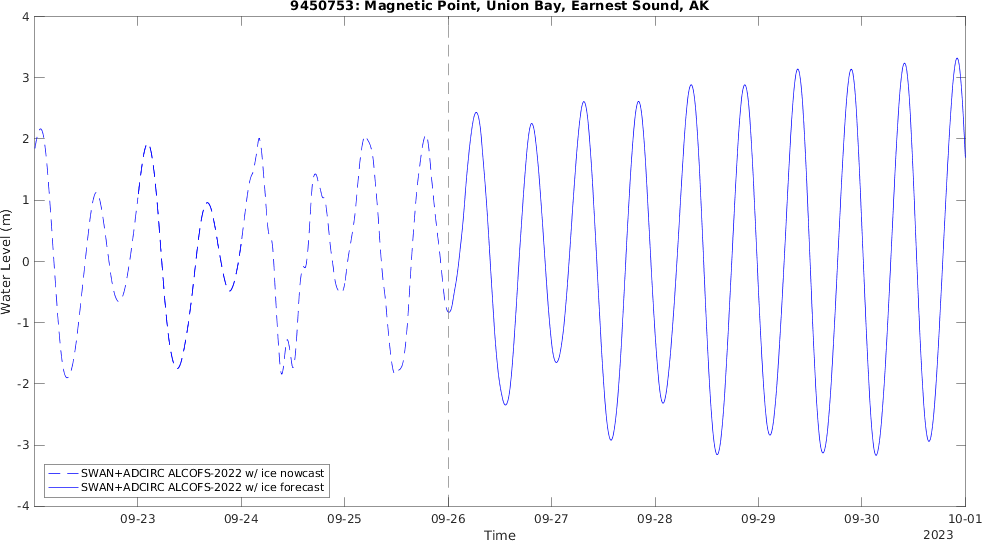 9450753: Magnetic Point, Union Bay, Earnest Sound, AK
4
3
2
1
0
-1
-2
-3
-4
Water Level (m)
SWAN+ADCIRC ALCOFS-2022 w/ ice nowcast
SWAN+ADCIRC ALCOFS-2022 w/ ice forecast
09-23 09-24 09-25 09-26 09-27 09-28 09-29 09-30 10-01
Time
2023